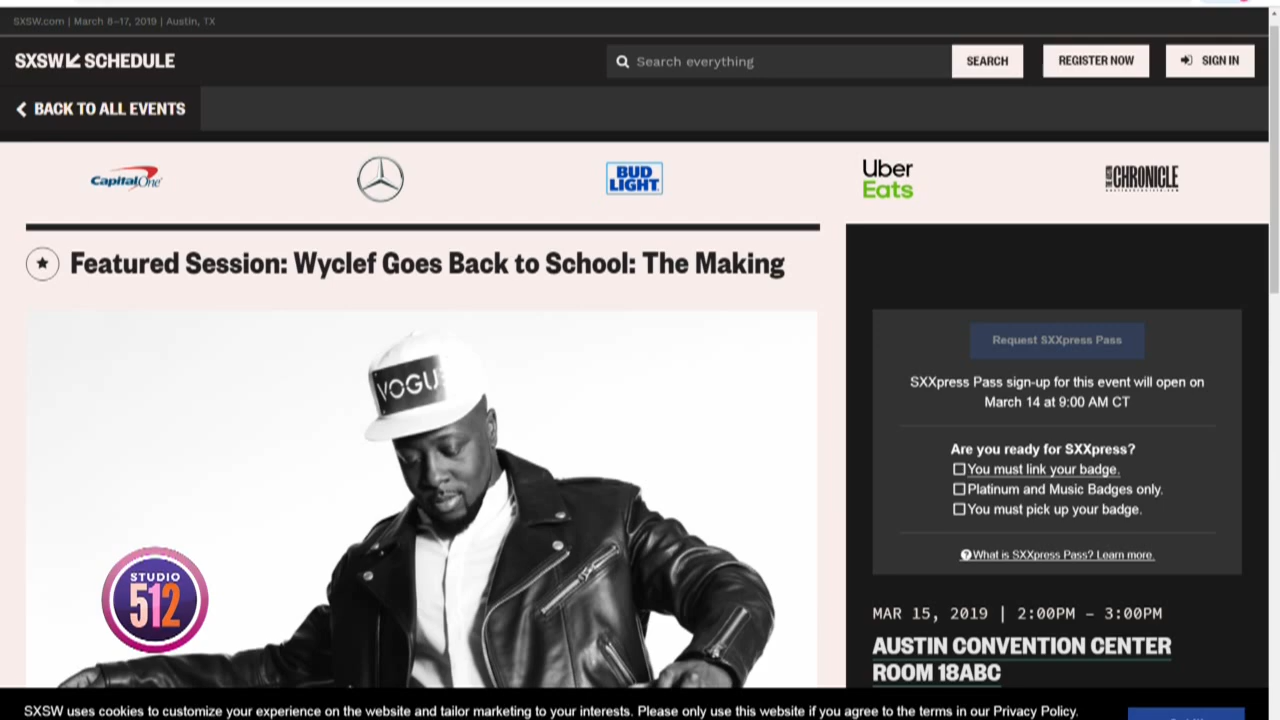 SXSW.com | March 8–17, 2019 | Austin, TX
SXSW SCHEDULE
Search everything
SEARCH
REGISTER NOW
SIGN IN
BACK TO ALL EVENTS
Capital One
BUD LIGHT
Uber Eats
CHRONICLE
Featured Session: Wyclef Goes Back to School: The Making
VOGU
STUDIO
512
Request SXXpress Pass
SXXpress Pass sign-up for this event will open on
March 14 at 9:00 AM CT
Are you ready for SXXpress?
You must link your badge.
Platinum and Music Badges only.
You must pick up your badge.
What is SXXpress Pass? Learn more.
MAR 15, 2019 | 2:00PM – 3:00PM
AUSTIN CONVENTION CENTER
ROOM 18ABC
SXSW uses cookies to customize your experience on the website and tailor marketing to your interests. Please only use this website if you agree to the terms in our Privacy Policy.